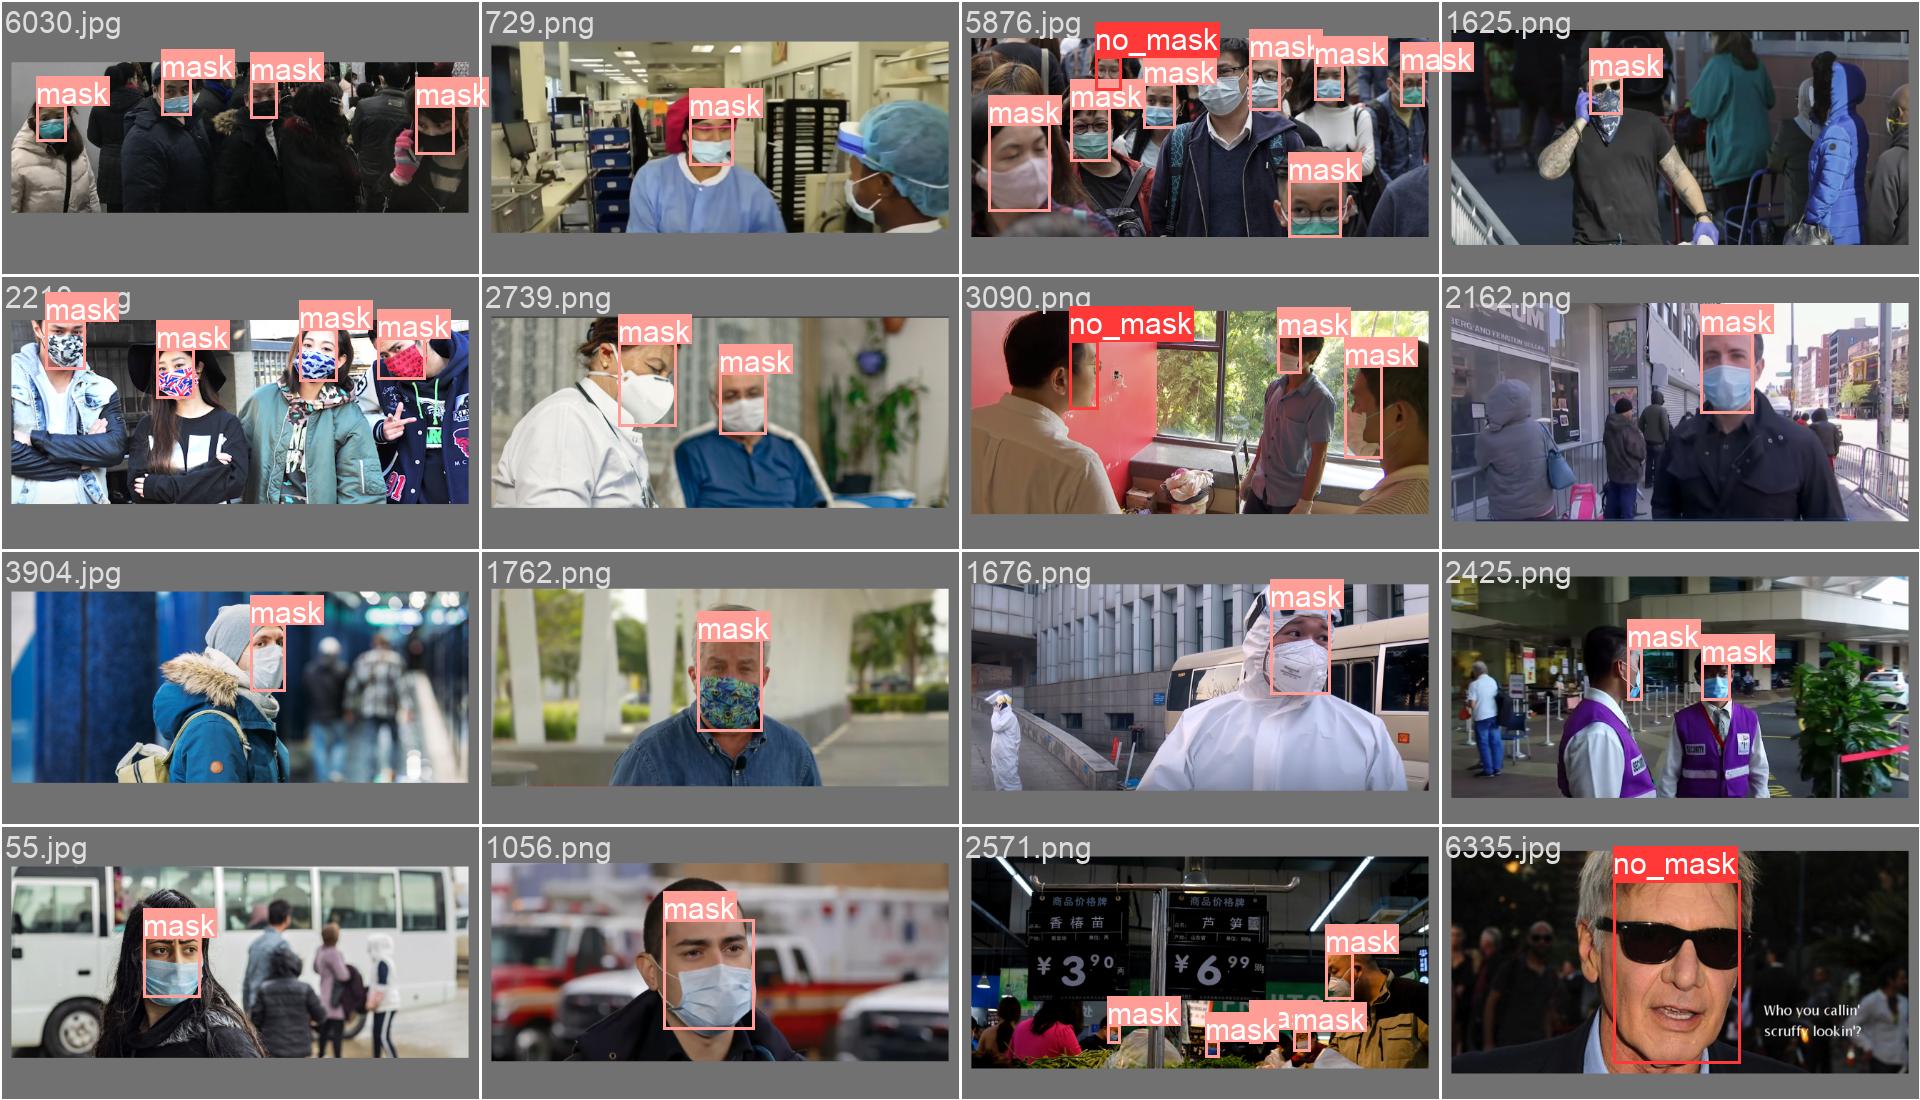 6030.jpg
mask
mask
mask
mask
729.png
mask
5876.jpg
no_mask
mask
mask
mask
mask
mask
mask
mask
1625.png
mask
mask
mask
mask
mask
2739.png
mask
mask
3090.png
no_mask
mask
mask
2162.png
mask
3904.jpg
mask
1762.png
mask
1676.png
mask
2425.png
mask
mask
SECURITY
55.jpg
mask
1056.png
mask
2571.png
商品价格牌
香椿苗
¥3.90
商品价格牌
芦笋
¥6.99
500g
mask
mask
mask
mask
6335.jpg
no_mask
Who you callin'
scruffy lookin'?